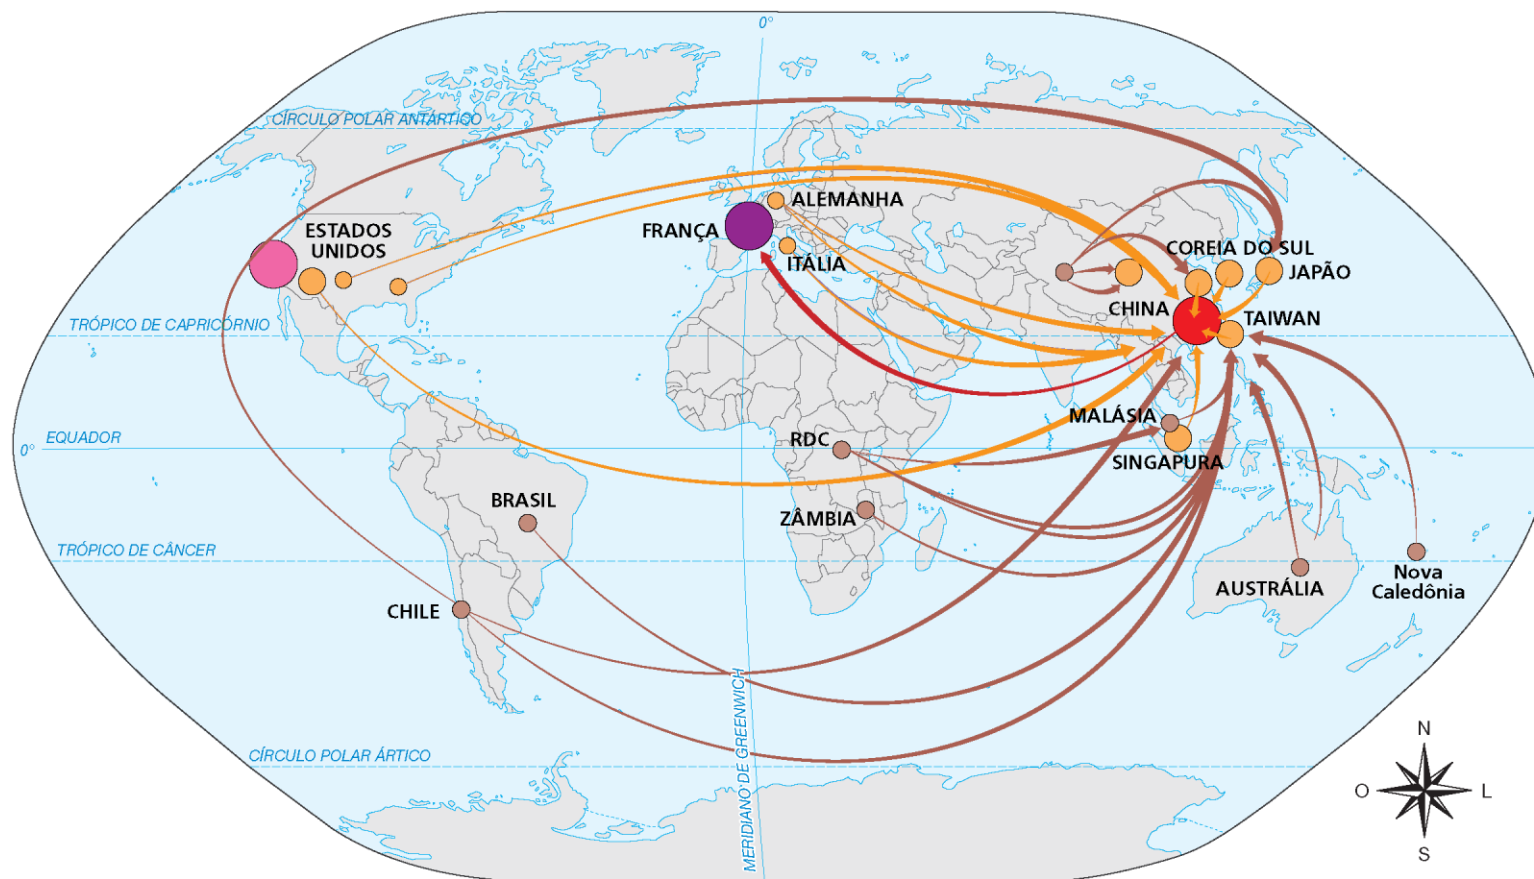 0°
CÍRCULO POLAR ANTÁRTICO
ALEMANHA
FRANÇA
ESTADOS
UNIDOS
ITÁLIA
COREIA DO SUL
JAPÃO
CHINA
TAIWAN
TRÓPICO DE CAPRICÓRNIO
MALÁSIA
RDC
EQUADOR
0°
SINGAPURA
BRASIL
ZÂMBIA
TRÓPICO DE CÂNCER
AUSTRÁLIA
Nova
Caledônia
CHILE
MERIDIANO DE GREENWICH
CÍRCULO POLAR ÁRTICO
N
O
L
S